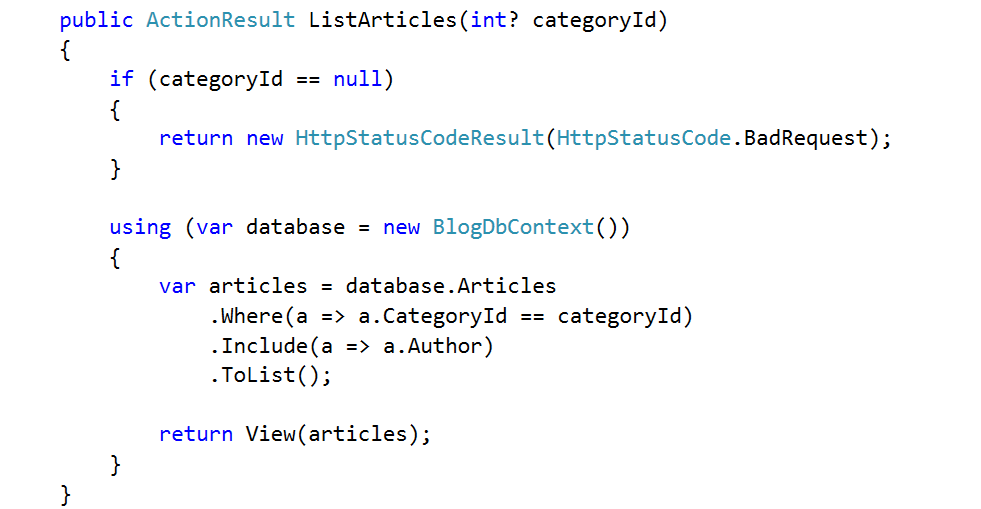 public ActionResult ListArticles(int? categoryId)
{
    if (categoryId == null)
    {
        return new HttpStatusCodeResult(HttpStatusCode.BadRequest);
    }

    using (var database = new BlogDbContext())
    {
        var articles = database.Articles
            .Where(a => a.CategoryId == categoryId)
            .Include(a => a.Author)
            .ToList();

        return View(articles);
    }
}